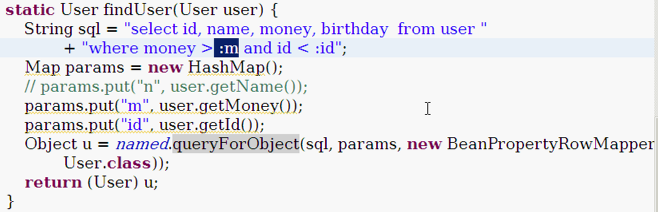 static User findUser(User user) {
String sql = "select id, name, money, birthday  from user "
+ "where money > :m and id < :id";
Map params = new HashMap();
// params.put("n", user.getName());
params.put("m", user.getMoney());
params.put("id", user.getId());
Object u = named.queryForObject(sql, params, new BeanPropertyRowMapper
User.class));
return (User) u;
}